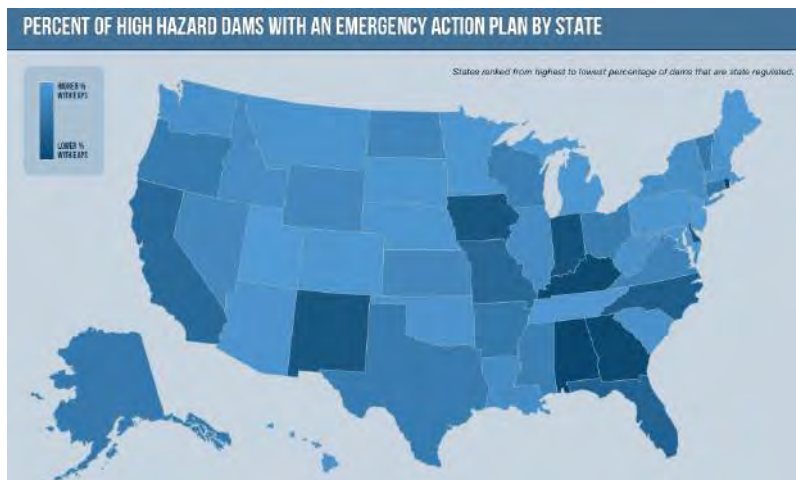 PERCENT OF HIGH HAZARD DAMS WITH AN EMERGENCY ACTION PLAN BY STATE
States ranked from highest to lowest percentage of dams that are state regulated.
HIGHER %
WITH EAPS
LOWER %
WITH EAPS